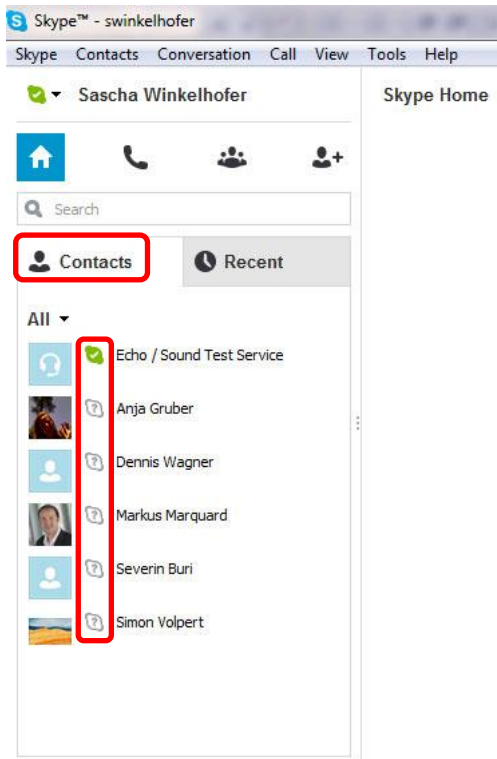 Skype™ - swinkelhofer
Skype Contacts Conversation Call View Tools Help
Sascha Winkelhofer
Skype Home
Search
Contacts Recent
All
Echo / Sound Test Service
? Anja Gruber
? Dennis Wagner
? Markus Marquard
? Severin Buri
? Simon Volpert